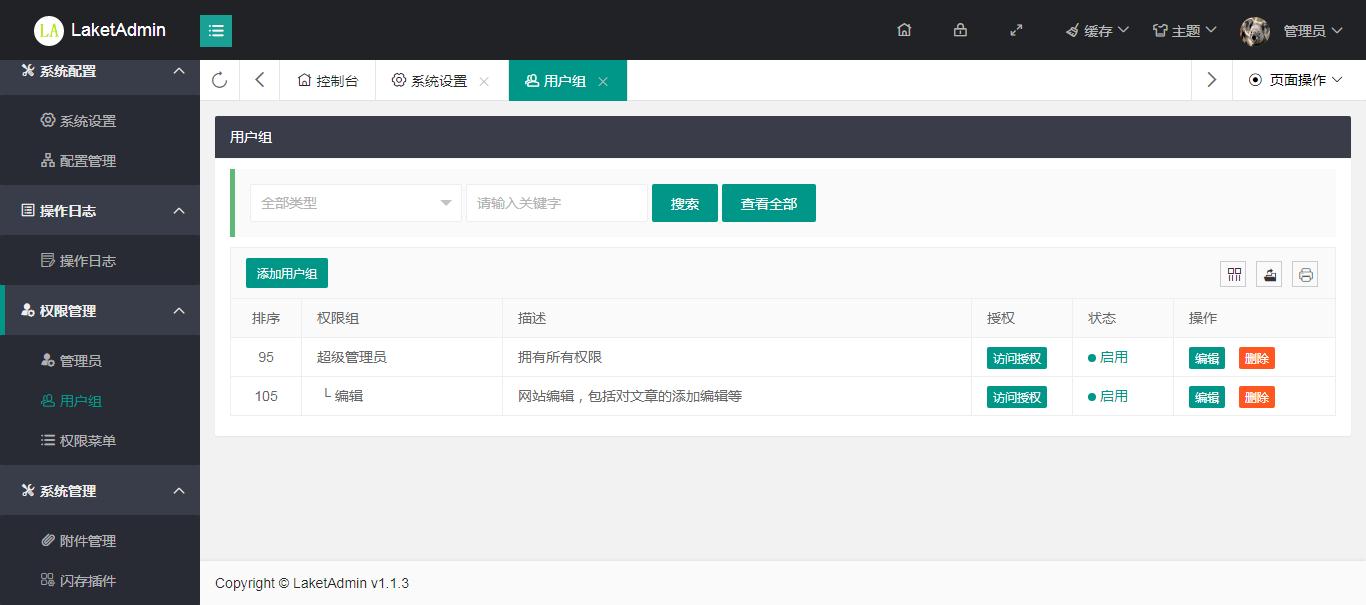 LA LaketAdmin
缓存
主题
管理员
系统配置
系统设置
配置管理
操作日志
操作日志
权限管理
管理员
用户组
权限菜单
系统管理
附件管理
闪存插件
控制台
系统设置
用户组
页面操作
用户组
全部类型
请输入关键字
搜索
查看全部
添加用户组
排序 权限组 描述 授权 状态 操作
95 超级管理员 拥有所有权限 访问授权 启用 编辑 删除
105 └ 编辑 网站编辑，包括对文章的添加编辑等 访问授权 启用 编辑 删除
Copyright © LaketAdmin v1.1.3